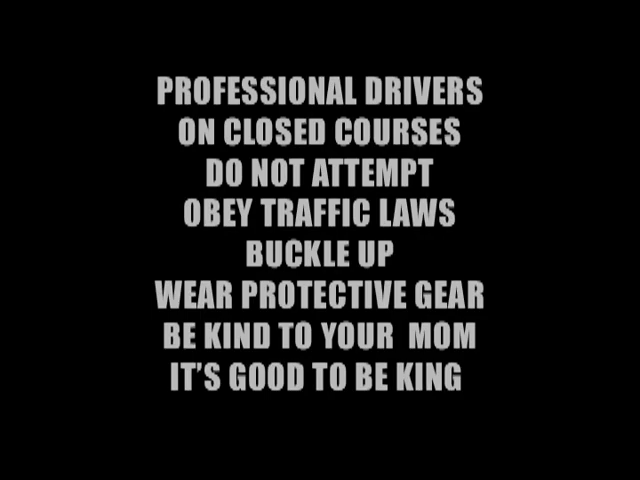 PROFESSIONAL DRIVERS
ON CLOSED COURSES
DO NOT ATTEMPT
OBEY TRAFFIC LAWS
BUCKLE UP
WEAR PROTECTIVE GEAR
BE KIND TO YOUR MOM
IT'S GOOD TO BE KING